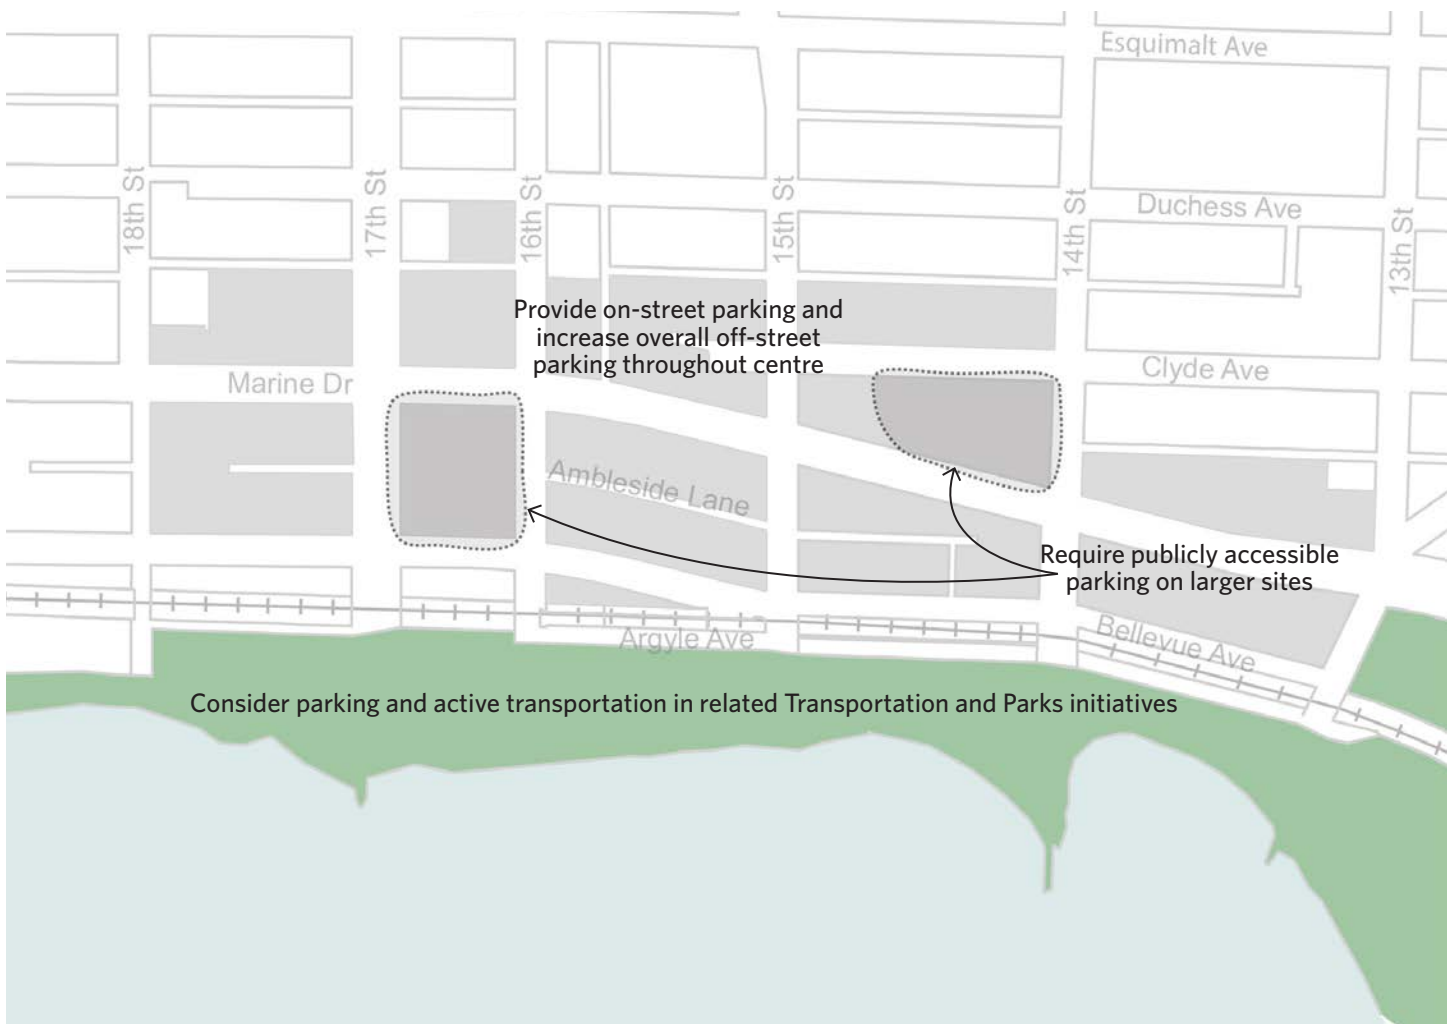 Esquimalt Ave
18th St
17th St
16th St
15th St
14th St
Duchess Ave
13th St
Provide on-street parking and
increase overall off-street
parking throughout centre
Marine Dr
Clyde Ave
Ambleside Lane
Require publicly accessible
parking on larger sites
Argyle Ave
Bellevue Ave
Consider parking and active transportation in related Transportation and Parks initiatives